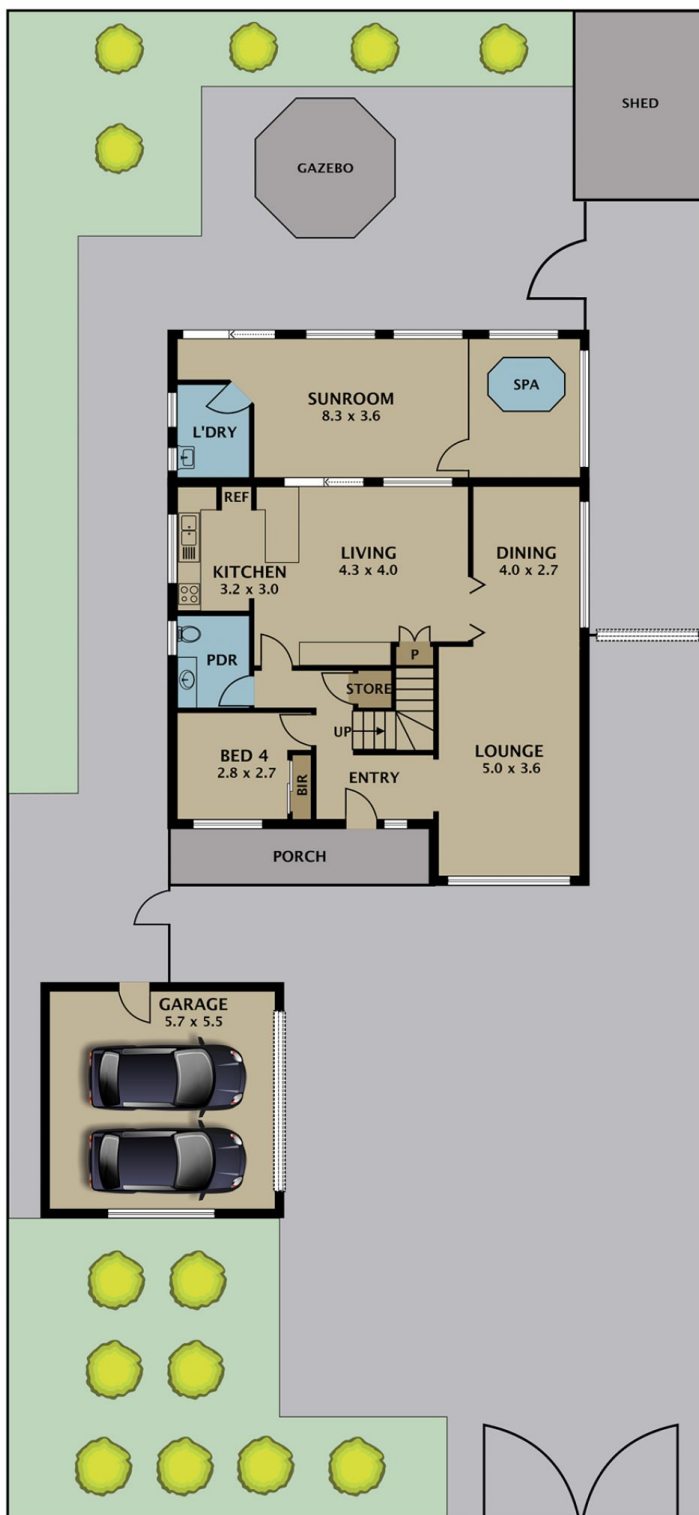 SHED
GAZEBO
SPA
SUNROOM
8.3 x 3.6
L'DRY
REF
LIVING
4.3 x 4.0
DINING
4.0 x 2.7
KITCHEN
3.2 x 3.0
PDR
P
STORE
UP
BED 4
2.8 x 2.7
BIR
ENTRY
LOUNGE
5.0 x 3.6
PORCH
GARAGE
5.7 x 5.5